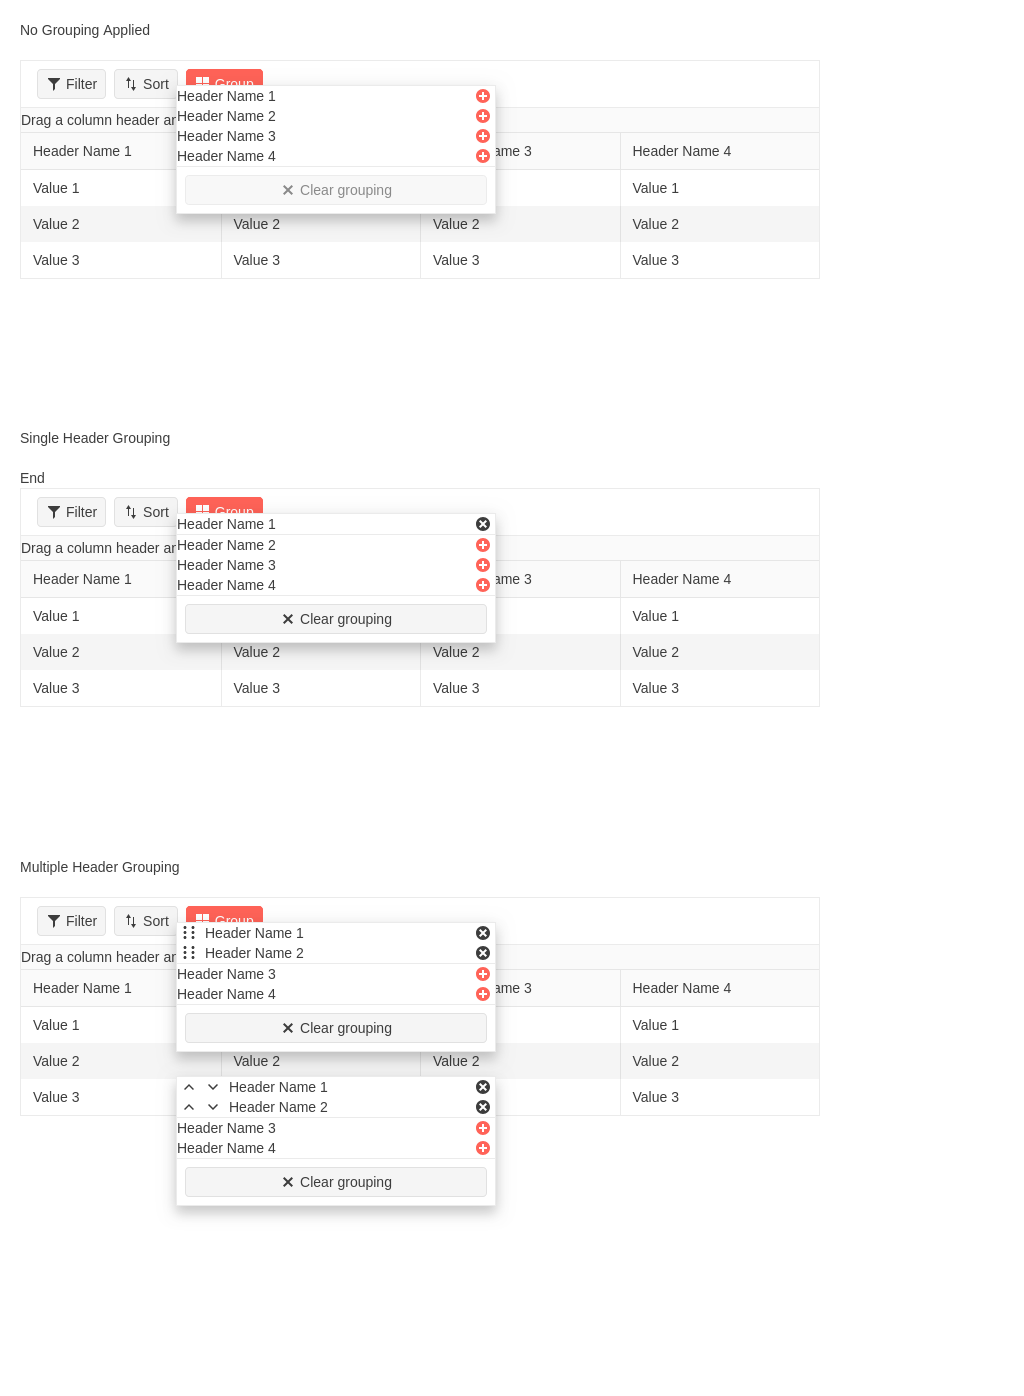 No Grouping Applied
Filter Sort Group
Header Name 1
Header Name 2
Header Name 3
Header Name 4
Clear grouping
Drag a column header
Header Name 1 Name 3 Header Name 4
Value 1 Value 1
Value 2 Value 2 Value 2 Value 2
Value 3 Value 3 Value 3 Value 3
Single Header Grouping
End
Filter Sort Group
Header Name 1
Header Name 2
Header Name 3
Header Name 4
Clear grouping
Drag a column header
Header Name 1 Name 3 Header Name 4
Value 1 Value 1
Value 2 Value 2 Value 2 Value 2
Value 3 Value 3 Value 3 Value 3
Multiple Header Grouping
Filter Sort Group
Header Name 1
Header Name 2
Header Name 3
Header Name 4
Clear grouping
Drag a column header
Header Name 1 Name 3 Header Name 4
Value 1 Value 1
Value 2 Value 2 Value 2 Value 2
Value 3 Value 3
Header Name 1
Header Name 2
Header Name 3
Header Name 4
Clear grouping